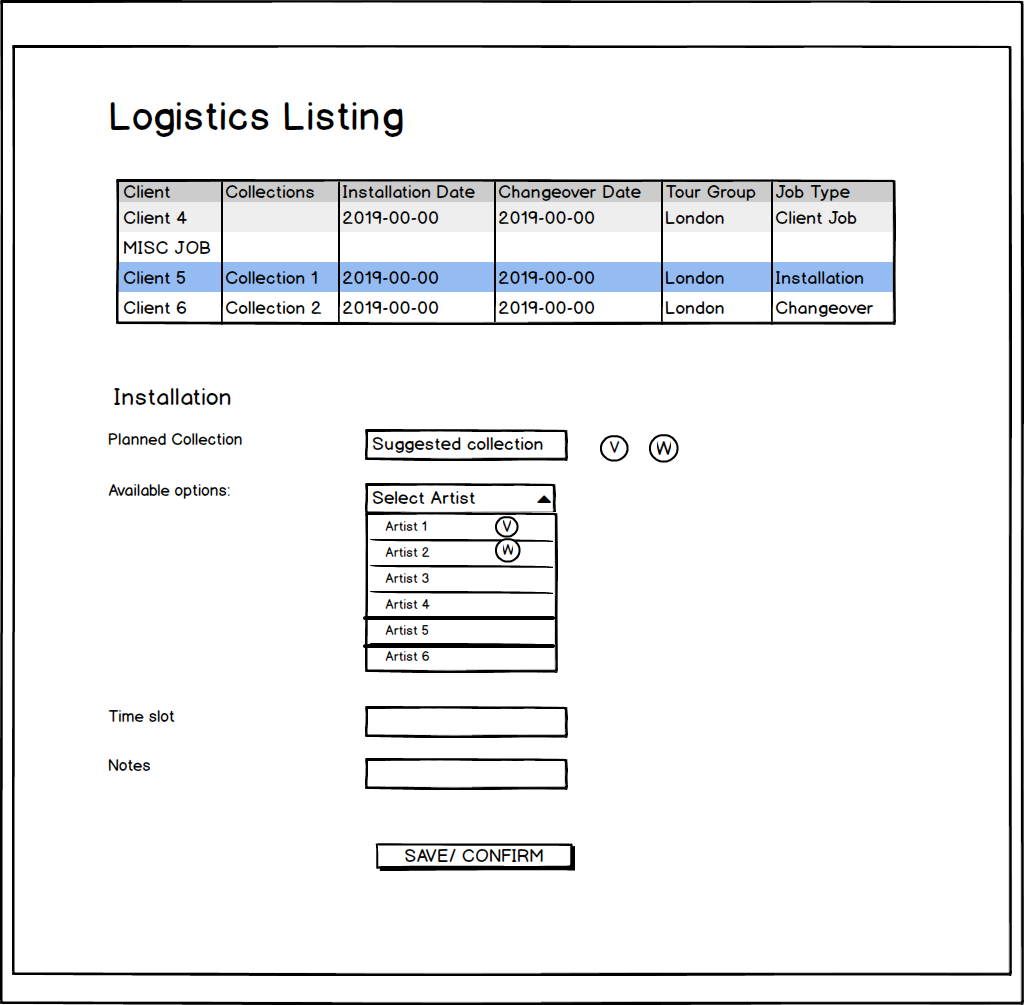 Logistics Listing
Client Collections Installation Date Changeover Date Tour Group Job Type
Client 4 2019-00-00 2019-00-00 London Client Job
MISC JOB
Client 5 Collection 1 2019-00-00 2019-00-00 London Installation
Client 6 Collection 2 2019-00-00 2019-00-00 London Changeover
Installation
Planned Collection Suggested collection V W
Available options: Select Artist
Artist 1 V
Artist 2 W
Artist 3
Artist 4
Artist 5
Artist 6
Time slot
Notes
SAVE/ CONFIRM